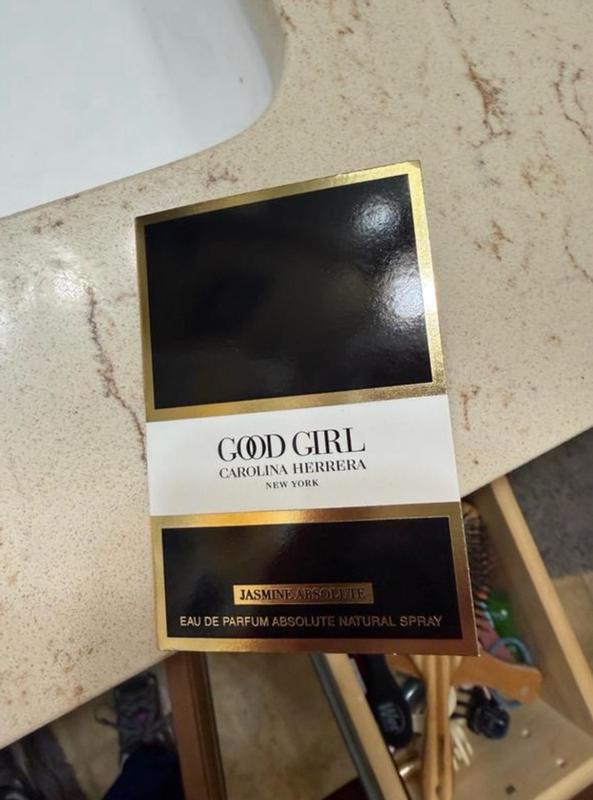 GOOD GIRL
CAROLINA HERRERA
NEW YORK
JASMINE ABSOLUTE
EAU DE PARFUM ABSOLUTE NATURAL SPRAY